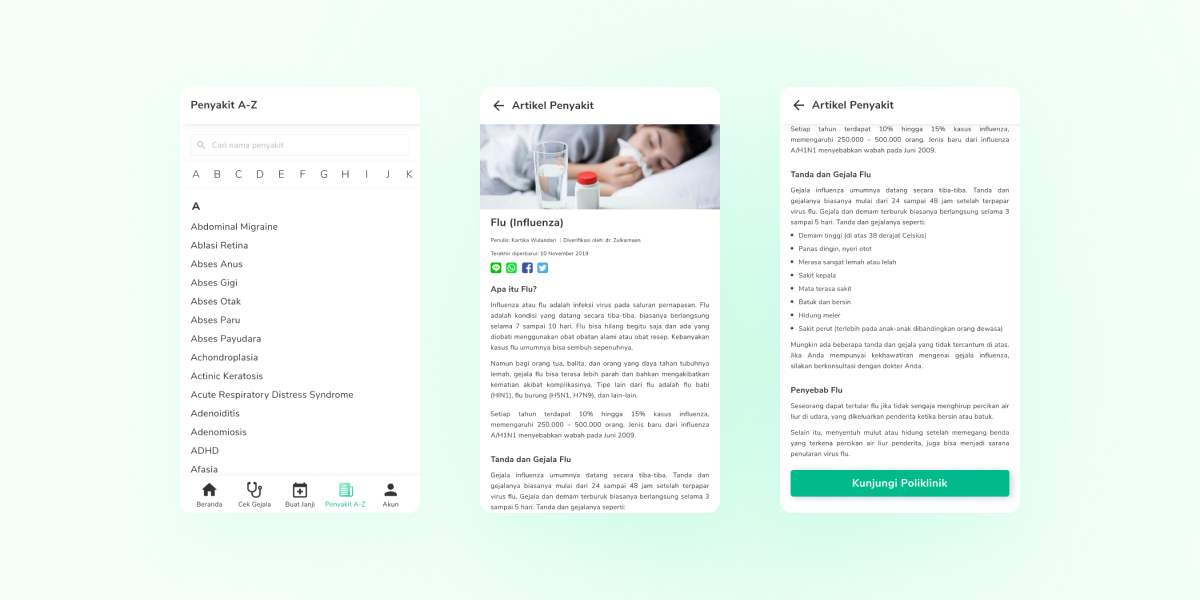 Penyakit A-Z
Cari nama penyakit
A B C D E F G H I J K
A
Abdominal Migraine
Ablasi Retina
Abses Anus
Abses Gigi
Abses Otak
Abses Paru
Abses Payudara
Achondroplasia
Actinic Keratosis
Acute Respiratory Distress Syndrome
Adenoiditis
Adenomiosis
ADHD
Afasia
Beranda Cek Gejala Buat Janji Penyakit A-Z Akun
Artikel Penyakit
Flu (Influenza)
Penulis: Kartika Wulandari | Diverifikasi oleh: dr. Zulkarnaen
Terakhir diperbarui: 10 November 2019
Apa itu Flu?
Influenza atau flu adalah infeksi virus pada saluran pernapasan. Flu
adalah kondisi yang datang secara tiba-tiba, biasanya berlangsung
selama 7 sampai 10 hari. Flu bisa hilang begitu saja dan ada yang
diobati menggunakan obat obatan alami atau obat resep. Kebanyakan
kasus flu umumnya bisa sembuh sepenuhnya.
Namun bagi orang tua, balita, dan orang yang daya tahan tubuhnya
lemah, gejala flu bisa terasa lebih parah dan bahkan mengakibatkan
kematian akibat komplikasinya. Tipe lain dari flu adalah flu babi
(HIN1), flu burung (H5N1, H7N9), dan lain-lain.
Setiap tahun terdapat 10% hingga 15% kasus influenza,
memengaruhi 250.000 – 500.000 orang. Jenis baru dari influenza
A/H1N1 menyebabkan wabah pada Juni 2009.
Tanda dan Gejala Flu
Gejala influenza umumnya datang secara tiba-tiba. Tanda dan
gejalanya biasanya mulai dari 24 sampai 48 jam setelah terpapar
virus flu. Gejala dan demam terburuk biasanya berlangsung selama 3
sampai 5 hari. Tanda dan gejalanya seperti:
Artikel Penyakit
Setiap tahun terdapat 10% hingga 15% kasus influenza,
memengaruhi 250.000 – 500.000 orang. Jenis baru dari influenza
A/H1N1 menyebabkan wabah pada Juni 2009.
Tanda dan Gejala Flu
Gejala influenza umumnya datang secara tiba-tiba. Tanda dan
gejalanya biasanya mulai dari 24 sampai 48 jam setelah terpapar
virus flu. Gejala dan demam terburuk biasanya berlangsung selama 3
sampai 5 hari. Tanda dan gejalanya seperti:
• Demam tinggi (di atas 38 derajat Celsius)
• Panas dingin, nyeri otot
• Merasa sangat lemah atau lelah
• Sakit kepala
• Mata terasa sakit
• Batuk dan bersin
• Hidung meler
• Sakit perut (terlebih pada anak-anak dibandingkan orang dewasa)
Mungkin ada beberapa tanda dan gejala yang tidak tercantum di atas.
Jika Anda mempunyai kekhawatiran mengenai gejala influenza,
silakan berkonsultasi dengan dokter Anda.
Penyebab Flu
Seseorang dapat tertular flu jika tidak sengaja menghirup percikan air
liur di udara, yang dikeluarkan penderita ketika bersin atau batuk.
Selain itu, menyentuh mulut atau hidung setelah memegang benda
yang terkena percikan air liur penderita, juga bisa menjadi sarana
penularan virus flu.
Kunjungi Poliklinik